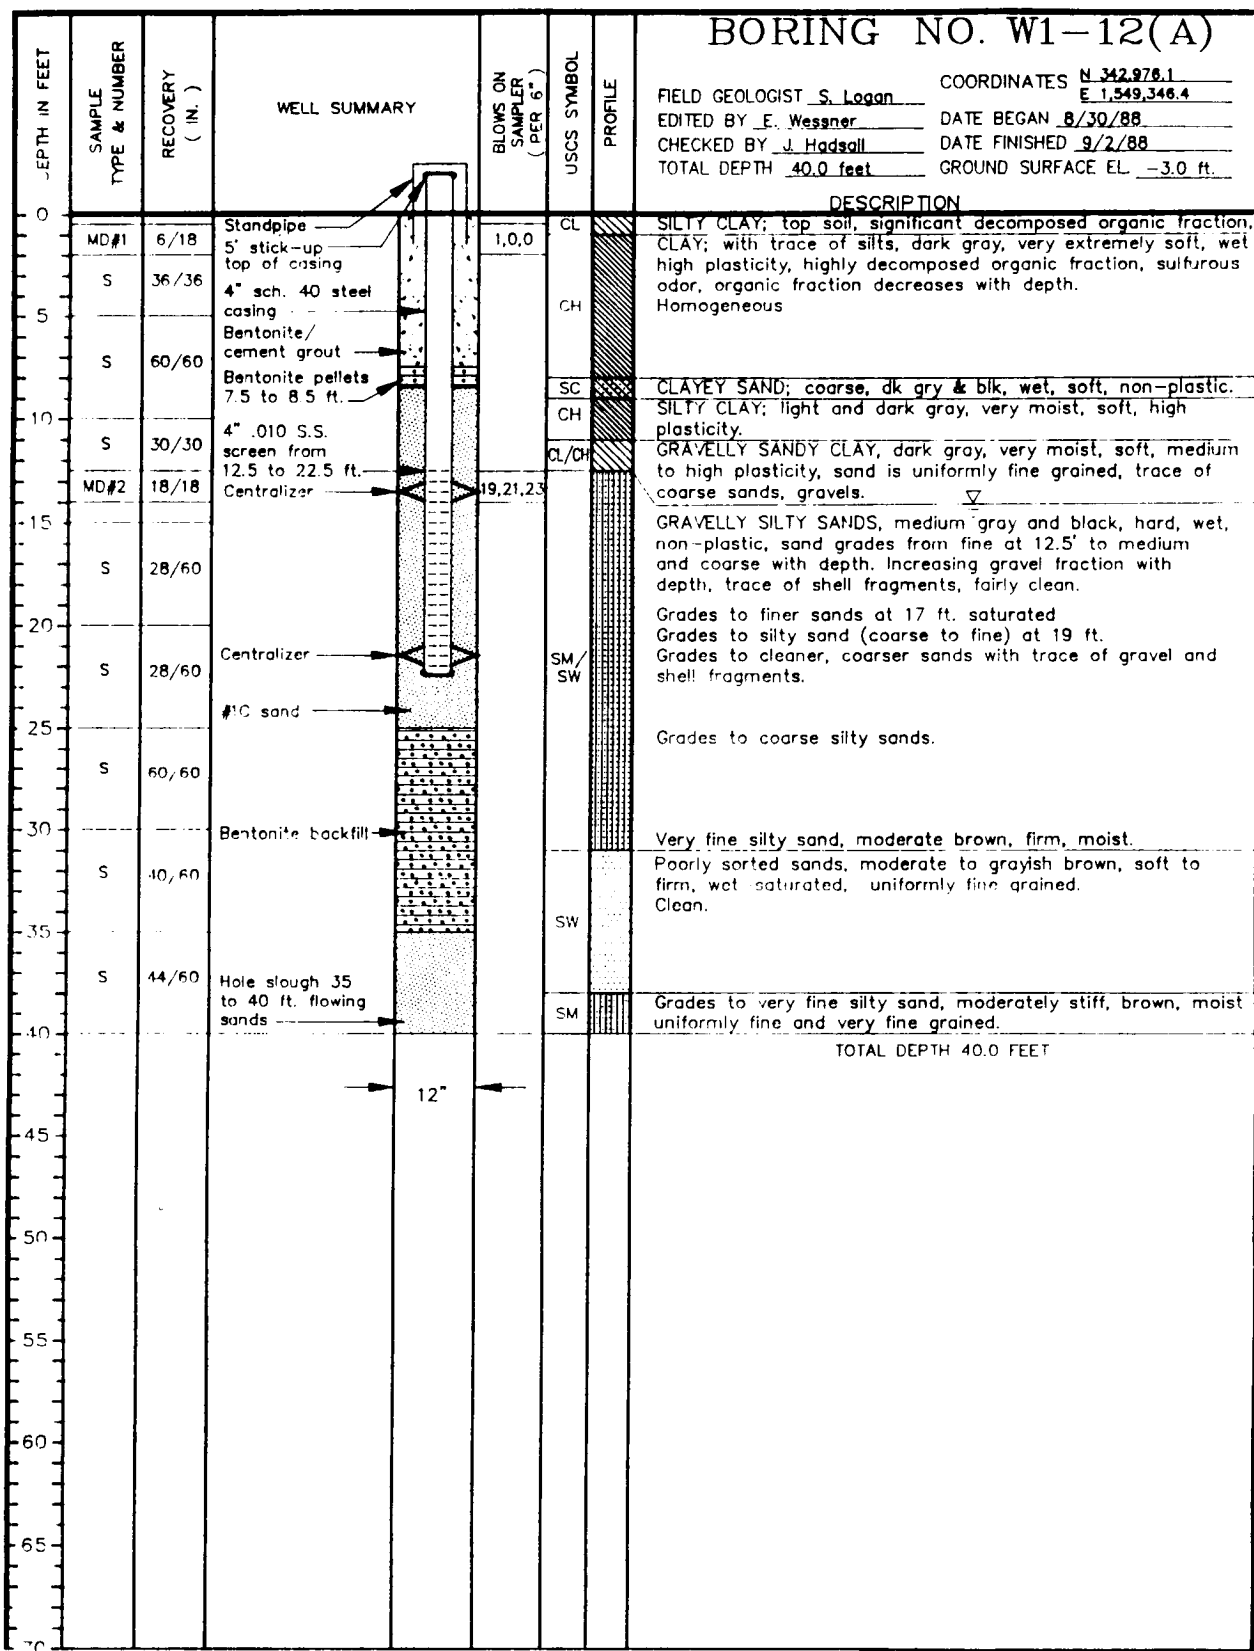 BORING NO. W1-12(A)
FIELD GEOLOGIST S. Logan
EDITED BY E. Wessner
CHECKED BY J. Hadsall
TOTAL DEPTH 40.0 feet
COORDINATES N 342,976.1
E 1,549,346.4
DATE BEGAN 8/30/88
DATE FINISHED 9/2/88
GROUND SURFACE EL. -3.0 ft.
DEPTH IN FEET
SAMPLE
TYPE & NUMBER
RECOVERY
( IN. )
WELL SUMMARY
BLOWS ON
SAMPLER
( PER 6" )
USCS SYMBOL
PROFILE
DESCRIPTION
0
5
10
15
20
25
30
35
40
45
50
55
60
65
70
MD#1
S
S
S
MD#2
S
S
S
S
S
6/18
36/36
60/60
30/30
18/18
28/60
28/60
60/60
40/60
44/60
Standpipe
5' stick-up
top of casing
4" sch. 40 steel
casing
Bentonite/
cement grout
Bentonite pellets
7.5 to 8.5 ft.
4" .010 S.S.
screen from
12.5 to 22.5 ft.
Centralizer
Centralizer
#1C sand
Bentonite backfill
Hole slough 35
to 40 ft. flowing
sands
12"
1,0,0
19,21,23
CL
CH
SC
CH
CL/CH
SM/
SW
SW
SM
SILTY CLAY; top soil, significant decomposed organic fraction,
CLAY; with trace of silts, dark gray, very extremely soft, wet
high plasticity, highly decomposed organic fraction, sulfurous
odor, organic fraction decreases with depth.
Homogeneous
CLAYEY SAND; coarse, dk gry & blk, wet, soft, non-plastic.
SILTY CLAY; light and dark gray, very moist, soft, high
plasticity.
GRAVELLY SANDY CLAY, dark gray, very moist, soft, medium
to high plasticity, sand is uniformly fine grained, trace of
coarse sands, gravels.
GRAVELLY SILTY SANDS, medium gray and black, hard, wet,
non-plastic, sand grades from fine at 12.5' to medium
and coarse with depth. Increasing gravel fraction with
depth, trace of shell fragments, fairly clean.
Grades to finer sands at 17 ft. saturated
Grades to silty sand (coarse to fine) at 19 ft.
Grades to cleaner, coarser sands with trace of gravel and
shell fragments.
Grades to coarse silty sands.
Very fine silty sand, moderate brown, firm, moist.
Poorly sorted sands, moderate to grayish brown, soft to
firm, wet saturated, uniformly fine grained.
Clean.
Grades to very fine silty sand, moderately stiff, brown, moist
uniformly fine and very fine grained.
TOTAL DEPTH 40.0 FEET